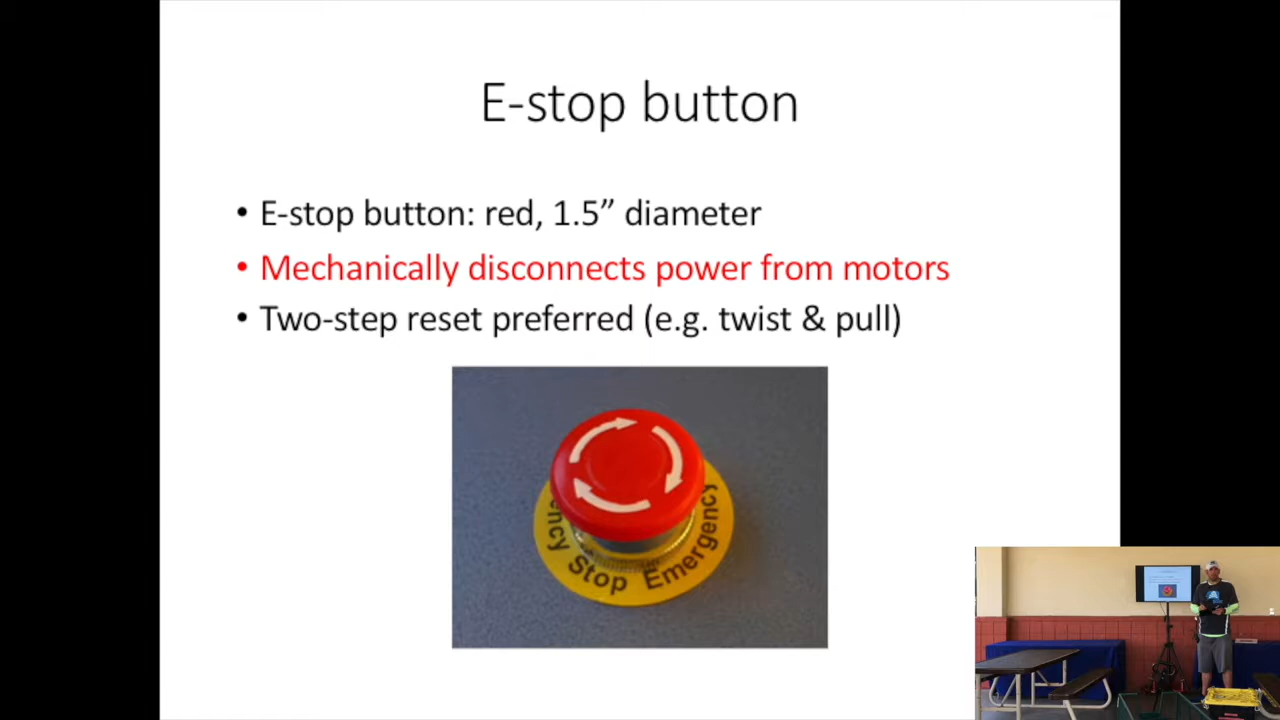 E-stop button
• E-stop button: red, 1.5” diameter
• Mechanically disconnects power from motors
• Two-step reset preferred (e.g. twist & pull)
ency Stop Emergency